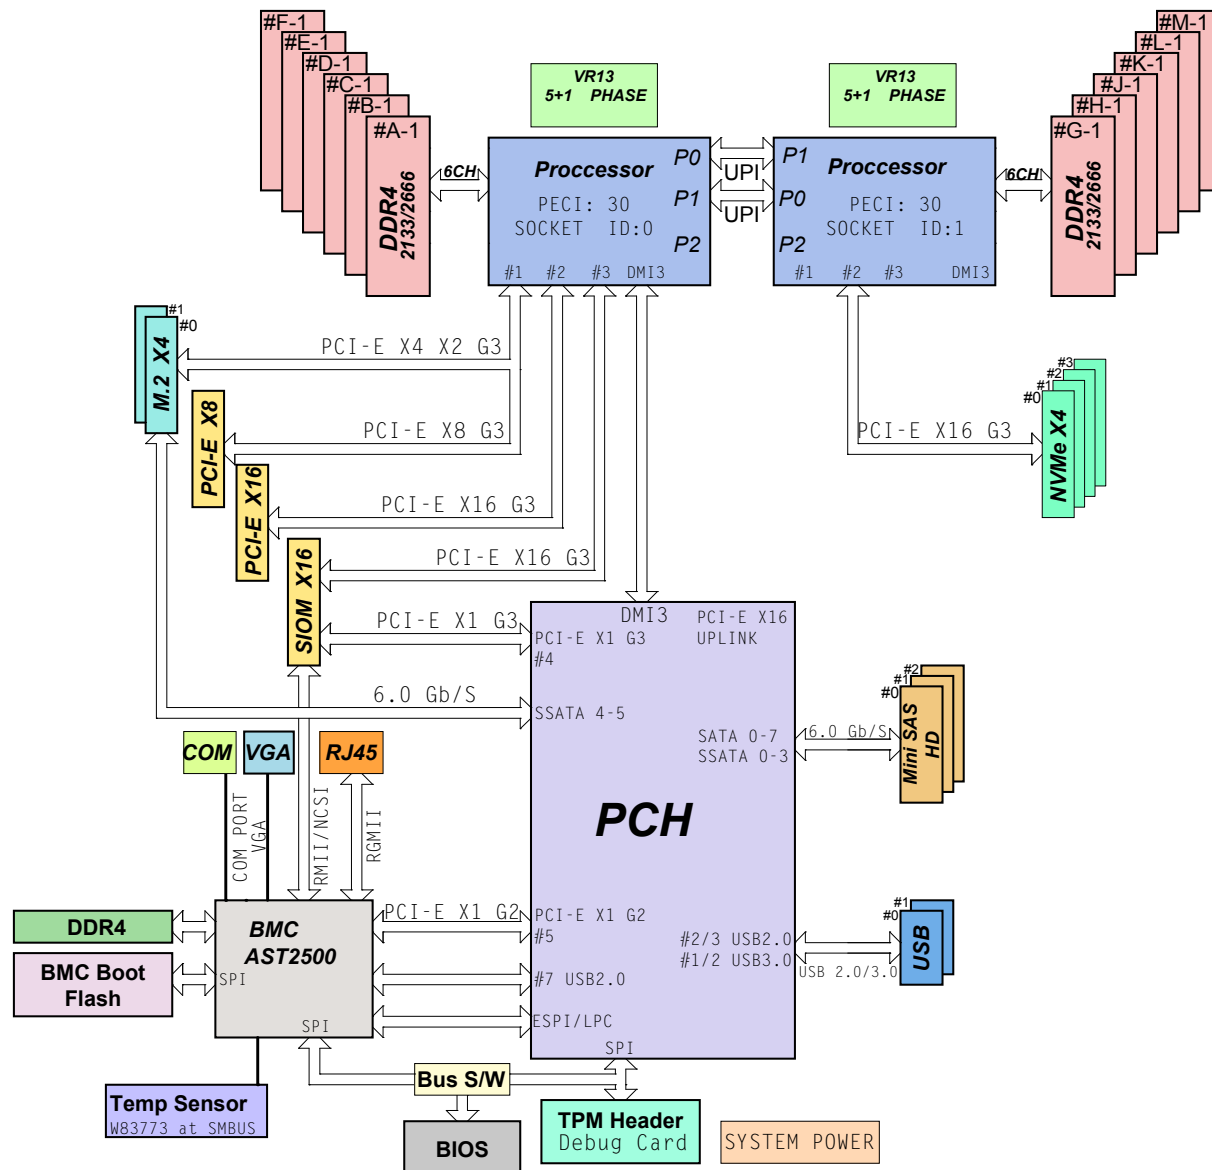 #F-1
#E-1
#D-1
#C-1
#B-1
#A-1
DDR4
2133/2666
6CH
VR13
5+1 PHASE
Proccessor
PECI: 30
SOCKET ID:0
P0
P1
P2
#1 #2 #3 DMI3
UPI
UPI
VR13
5+1 PHASE
Proccessor
PECI: 30
SOCKET ID:1
P1
P0
P2
#1 #2 #3 DMI3
6CH
#M-1
#L-1
#K-1
#J-1
#H-1
#G-1
DDR4
2133/2666
#1
#0
M.2 X4
PCI-E X4 X2 G3
PCI-E X8
PCI-E X8 G3
PCI-E X16
PCI-E X16 G3
SIOM X16
PCI-E X16 G3
PCI-E X1 G3
6.0 Gb/S
PCI-E X16 G3
#3
#2
#1
#0
NVMe X4
DMI3
PCI-E X16
UPLINK
PCI-E X1 G3
#4
SSATA 4-5
SATA 0-7
SSATA 0-3
PCH
PCI-E X1 G2
#5
#7 USB2.0
ESPI/LPC
SPI
#2/3 USB2.0
#1/2 USB3.0
6.0 Gb/S
#2
#1
#0
Mini SAS
HD
USB 2.0/3.0
#1
#0
USB
COM
VGA
RJ45
COM PORT
VGA
RMII/NCSI
RGMII
DDR4
BMC Boot
Flash
BMC
AST2500
SPI
SPI
PCI-E X1 G2
Temp Sensor
W83773 at SMBUS
Bus S/W
BIOS
TPM Header
Debug Card
SYSTEM POWER